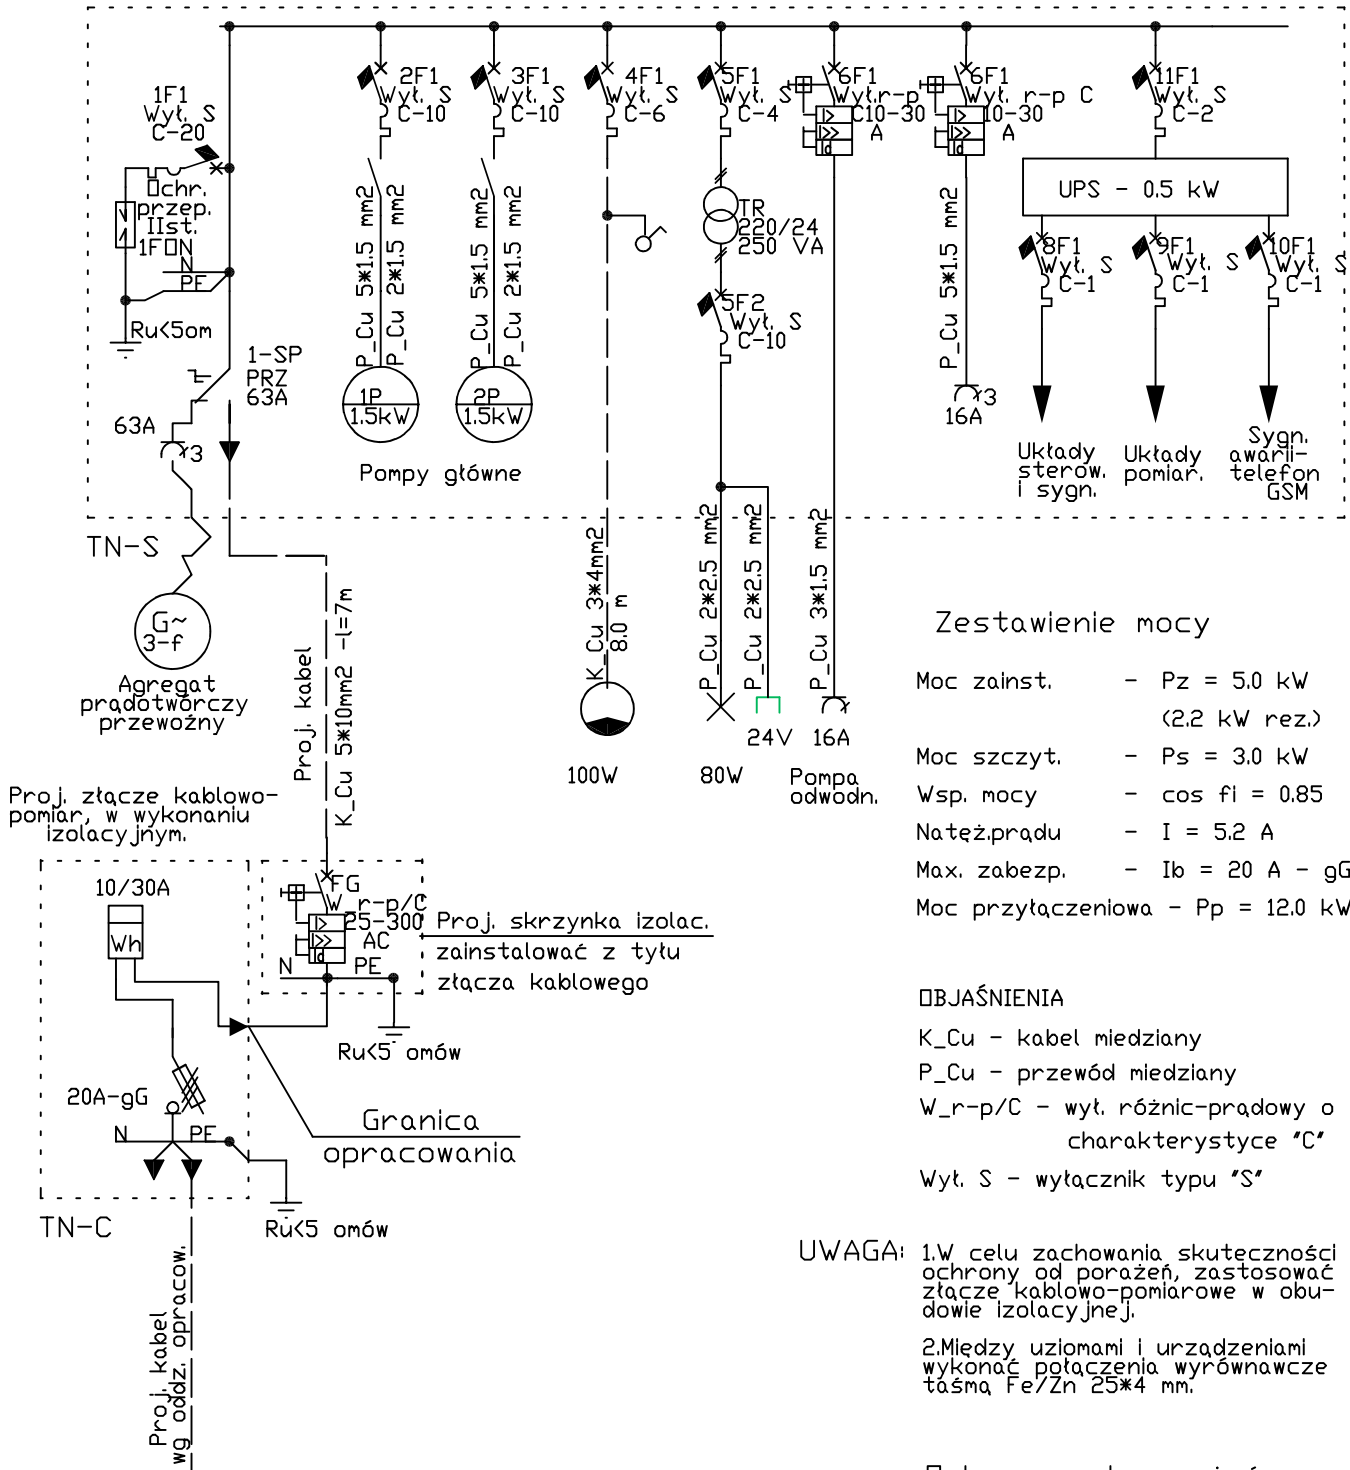 1F1
Wył. S
C-20
2F1
Wył. S
C-10
3F1
Wył. S
C-10
4F1
Wył. S
C-6
5F1
Wył. S
C-4
6F1
Wył.r-p
C10-30
A
I>
I>>
Id
6F1
Wył. r-p C
10-30
A
I>
I>>
Id
11F1
Wył. S
C-2
UPS - 0.5 kW
8F1
Wył. S
C-1
9F1
Wył. S
C-1
10F1
Wył. S
C-1
Ochr.
przep.
IIst.
1FON
N
PE
Ru<5om
P_Cu 5*1.5 mm2
P_Cu 2*1.5 mm2
P_Cu 5*1.5 mm2
P_Cu 2*1.5 mm2
TR
220/24
250 VA
5F2
Wył. S
C-10
P_Cu 5*1.5 mm2
1-SP
PRZ
63A
63A
3
1P
1.5kW
2P
1.5kW
Pompy główne
3
16A
Układy
sterow.
i sygn.
Układy
pomiar.
Sygn.
awarii-
telefon
GSM
TN-S
G~
3-f
Agregat
prądotwórczy
przewoźny
Proj. kabel
K_Cu 5*10mm2 -l=7m
K_Cu 3*4mm2
8.0 m
P_Cu 2*2.5 mm2
P_Cu 2*2.5 mm2
P_Cu 3*1.5 mm2
24V
16A
100W
80W
Pompa
odwodn.
Zestawienie mocy
Moc zainst. - Pz = 5.0 kW
(2.2 kW rez.)
Moc szczyt. - Ps = 3.0 kW
Wsp. mocy - cos fi = 0.85
Natęż.prądu - I = 5.2 A
Max. zabezp. - Ib = 20 A - gG
Moc przyłączeniowa - Pp = 12.0 kW
Proj. złącze kablowo-
pomiar, w wykonaniu
izolacyjnym.
10/30A
Wh
FG
W_r-p/C
25-300
AC
I>
I>>
Id
N
PE
Proj. skrzynka izolac.
zainstalować z tyłu
złącza kablowego
Ru<5 omów
20A-gG
N
PE
Granica
opracowania
Ru<5 omów
TN-C
Proj. kabel
wg oddz. opracow.
OBJAŚNIENIA
K_Cu - kabel miedziany
P_Cu - przewód miedziany
W_r-p/C - wył. różnic-prądowy o
charakterystyce "C"
Wył. S - wyłącznik typu "S"
UWAGA: 1.W celu zachowania skuteczności
ochrony od porażeń, zastosować
złącze kablowo-pomiarowe w obu-
dowie izolacyjnej.
2.Między uziomami i urządzeniami
wykonać połączenia wyrównawcze
taśmą Fe/Zn 25*4 mm.